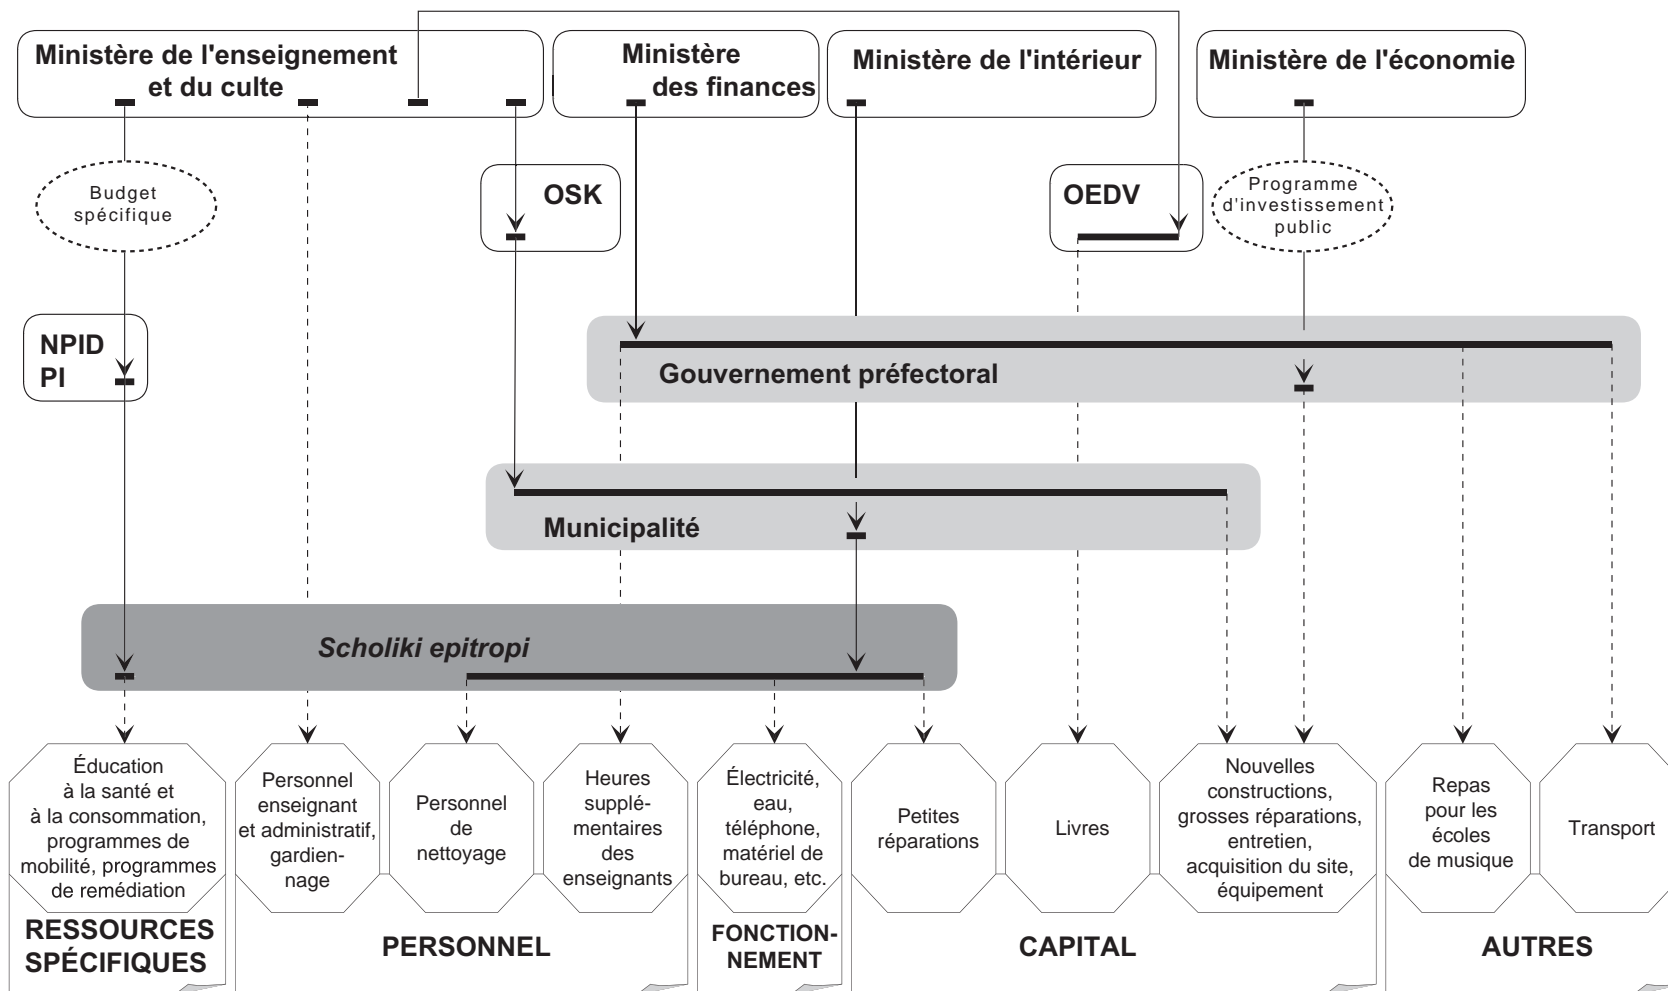 Ministère de l'enseignement
et du culte
Ministère
des finances
Ministère de l'intérieur
Ministère de l'économie
Budget
spécifique
OSK
OEDV
Programme
d'investissement
public
NPID
PI
Gouvernement préfectoral
Municipalité
Scholiki epitropi
Éducation
à la santé et
à la consommation,
programmes de
mobilité, programmes
de remédiation
Personnel
enseignant
et administratif,
gardien-
nage
Personnel
de
nettoyage
Heures
supplé-
mentaires
des
enseignants
Électricité,
eau,
téléphone,
matériel de
bureau, etc.
Petites
réparations
Livres
Nouvelles
constructions,
grosses réparations,
entretien,
acquisition du site,
équipement
Repas
pour les
écoles
de musique
Transport
RESSOURCES
SPÉCIFIQUES
PERSONNEL
FONCTION-
NEMENT
CAPITAL
AUTRES